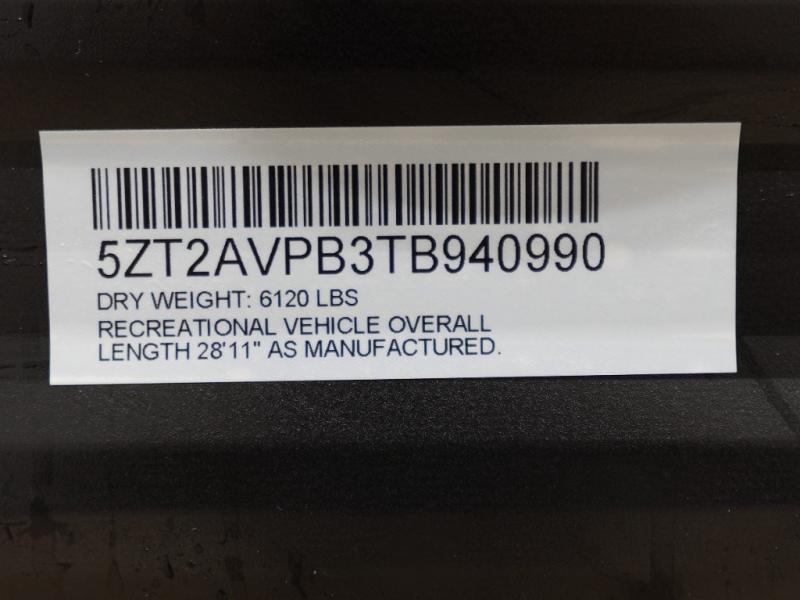 5ZT2AVPB3TB940990
DRY WEIGHT: 6120 LBS
RECREATIONAL VEHICLE OVERALL
LENGTH 28'11" AS MANUFACTURED.